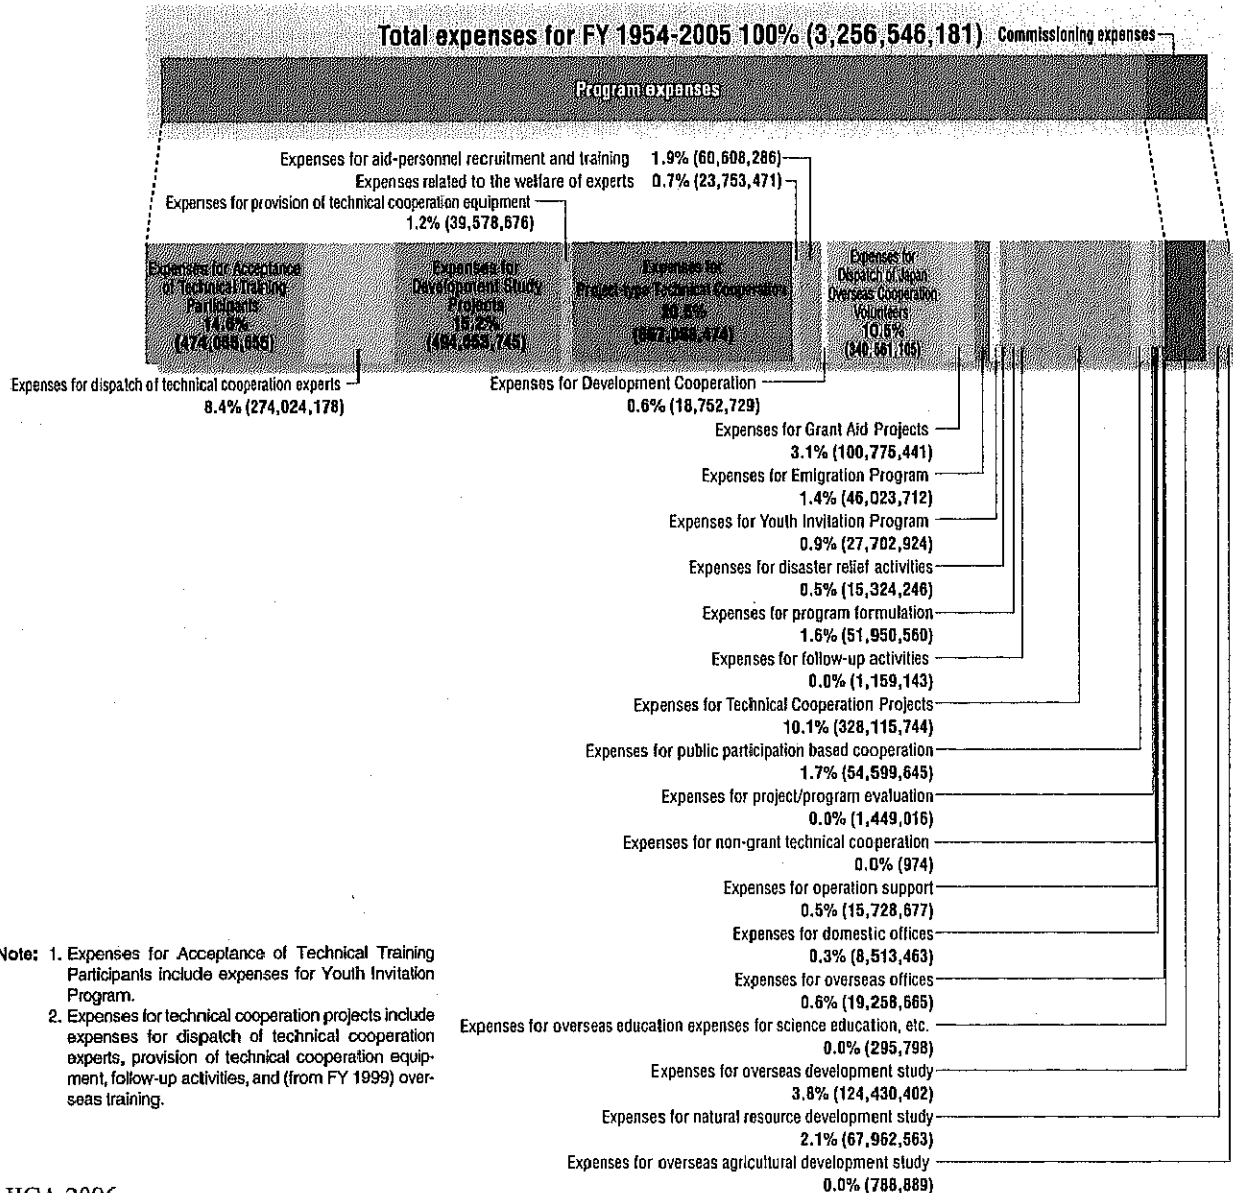 Total expenses for FY 1954-2005 100% (3,256,546,181)
Commissioning expenses
Program expenses
Expenses for aid-personnel recruitment and training 1.9% (60,608,286)
Expenses related to the welfare of experts 0.7% (23,753,471)
Expenses for provision of technical cooperation equipment
1.2% (39,578,676)
Expenses for Acceptance
of Technical Training
Participants
14.6%
Expenses for
Development Study
Projects
15.2%
Expenses for
Project-type Technical Cooperation
Expenses for
Dispatch of Japan
Overseas Cooperation
Volunteers
10.5%
Expenses for dispatch of technical cooperation experts
8.4% (274,024,178)
Expenses for Development Cooperation
0.6% (18,752,729)
Expenses for Grant Aid Projects
3.1% (100,775,441)
Expenses for Emigration Program
1.4% (46,023,712)
Expenses for Youth Invitation Program
0.9% (27,702,924)
Expenses for disaster relief activities
0.5% (15,324,246)
Expenses for program formulation
1.6% (51,950,560)
Expenses for follow-up activities
0.0% (1,159,143)
Expenses for Technical Cooperation Projects
10.1% (328,115,744)
Expenses for public participation based cooperation
1.7% (54,599,645)
Expenses for project/program evaluation
0.0% (1,449,016)
Expenses for non-grant technical cooperation
0.0% (974)
Expenses for operation support
0.5% (15,728,677)
Expenses for domestic offices
0.3% (8,513,463)
Expenses for overseas offices
0.6% (19,258,665)
Expenses for overseas education expenses for science education, etc.
0.0% (295,798)
Expenses for overseas development study
3.8% (124,430,402)
Expenses for natural resource development study
2.1% (67,962,563)
Expenses for overseas agricultural development study
0.0% (788,889)
Note: 1. Expenses for Acceptance of Technical Training
Participants include expenses for Youth Invitation
Program.
2. Expenses for technical cooperation projects include
expenses for dispatch of technical cooperation
experts, provision of technical cooperation equip-
ment, follow-up activities, and (from FY 1999) over-
seas training.
JICA 2006